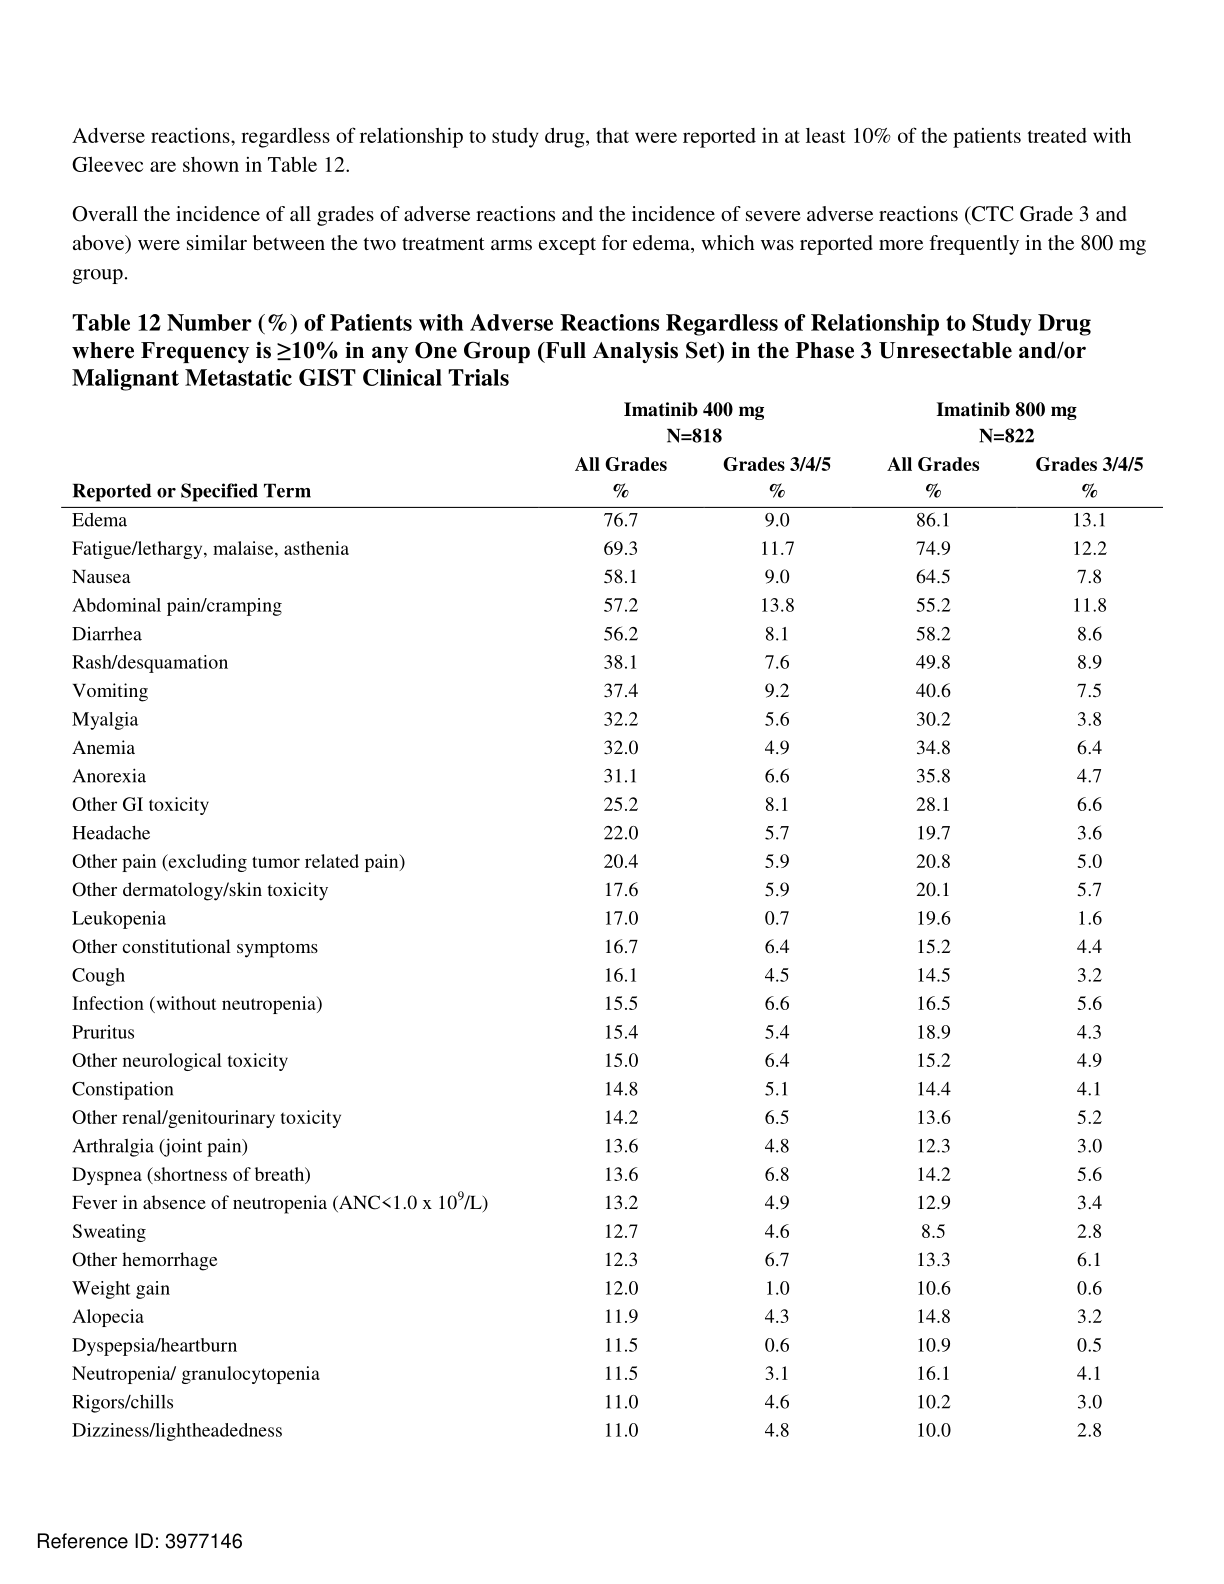 Adverse reactions, regardless of relationship to study drug, that were reported in at least 10% of the patients treated with
Gleevec are shown in Table 12.
Overall the incidence of all grades of adverse reactions and the incidence of severe adverse reactions (CTC Grade 3 and
above) were similar between the two treatment arms except for edema, which was reported more frequently in the 800 mg
group.
Table 12 Number (%) of Patients with Adverse Reactions Regardless of Relationship to Study Drug
where Frequency is ≥10% in any One Group (Full Analysis Set) in the Phase 3 Unresectable and/or
Malignant Metastatic GIST Clinical Trials
Imatinib 400 mg Imatinib 800 mg
N=818 N=822
All Grades Grades 3/4/5 All Grades Grades 3/4/5
Reported or Specified Term % % % %
Edema 76.7 9.0 86.1 13.1
Fatigue/lethargy, malaise, asthenia 69.3 11.7 74.9 12.2
Nausea 58.1 9.0 64.5 7.8
Abdominal pain/cramping 57.2 13.8 55.2 11.8
Diarrhea 56.2 8.1 58.2 8.6
Rash/desquamation 38.1 7.6 49.8 8.9
Vomiting 37.4 9.2 40.6 7.5
Myalgia 32.2 5.6 30.2 3.8
Anemia 32.0 4.9 34.8 6.4
Anorexia 31.1 6.6 35.8 4.7
Other GI toxicity 25.2 8.1 28.1 6.6
Headache 22.0 5.7 19.7 3.6
Other pain (excluding tumor related pain) 20.4 5.9 20.8 5.0
Other dermatology/skin toxicity 17.6 5.9 20.1 5.7
Leukopenia 17.0 0.7 19.6 1.6
Other constitutional symptoms 16.7 6.4 15.2 4.4
Cough 16.1 4.5 14.5 3.2
Infection (without neutropenia) 15.5 6.6 16.5 5.6
Pruritus 15.4 5.4 18.9 4.3
Other neurological toxicity 15.0 6.4 15.2 4.9
Constipation 14.8 5.1 14.4 4.1
Other renal/genitourinary toxicity 14.2 6.5 13.6 5.2
Arthralgia (joint pain) 13.6 4.8 12.3 3.0
Dyspnea (shortness of breath) 13.6 6.8 14.2 5.6
Fever in absence of neutropenia (ANC<1.0 x 10⁹/L) 13.2 4.9 12.9 3.4
Sweating 12.7 4.6 8.5 2.8
Other hemorrhage 12.3 6.7 13.3 6.1
Weight gain 12.0 1.0 10.6 0.6
Alopecia 11.9 4.3 14.8 3.2
Dyspepsia/heartburn 11.5 0.6 10.9 0.5
Neutropenia/ granulocytopenia 11.5 3.1 16.1 4.1
Rigors/chills 11.0 4.6 10.2 3.0
Dizziness/lightheadedness 11.0 4.8 10.0 2.8
Reference ID: 3977146